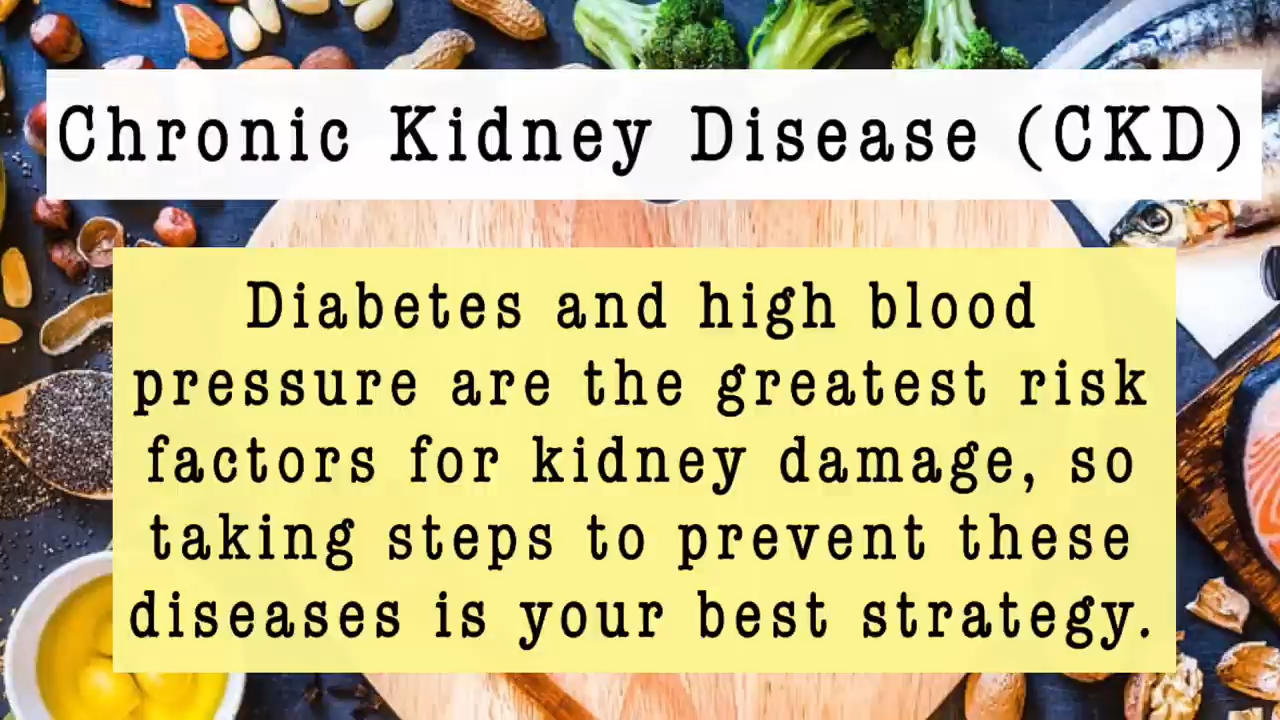 Chronic Kidney Disease (CKD)
Diabetes and high blood
pressure are the greatest risk
factors for kidney damage, so
taking steps to prevent these
diseases is your best strategy.